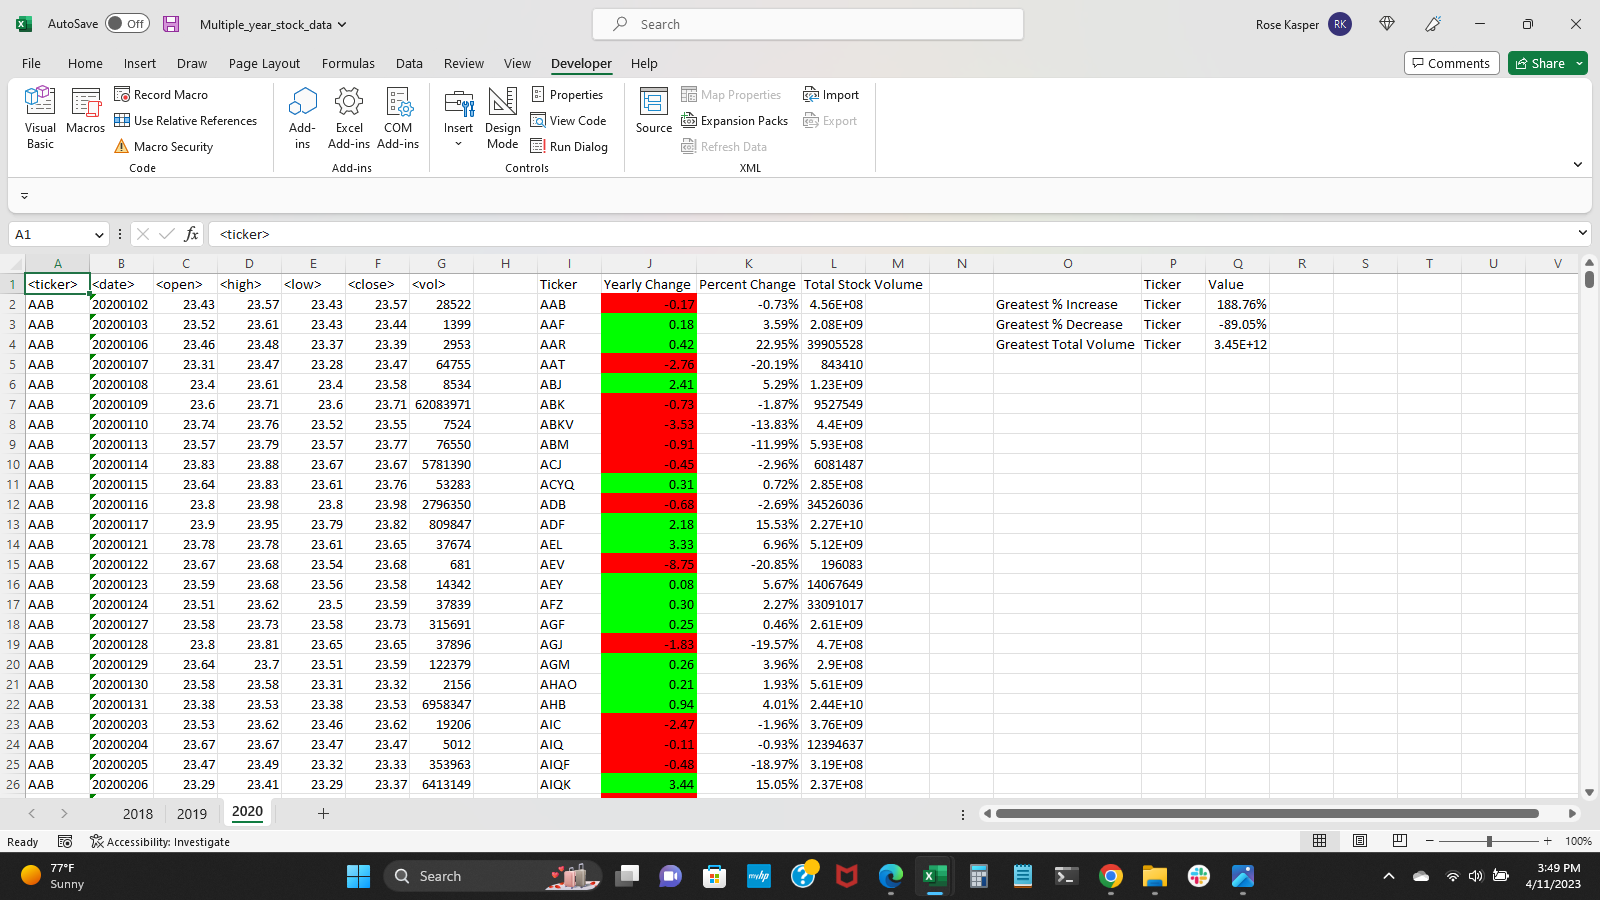 AutoSave Off Multiple_year_stock_data Search Rose Kasper RK
File Home Insert Draw Page Layout Formulas Data Review View Developer Help Comments Share
Visual Basic Macros Record Macro Use Relative References Macro Security Code
Add-ins Excel Add-ins COM Add-ins Add-ins
Insert Design Mode Properties View Code Run Dialog Controls
Source Map Properties Expansion Packs Refresh Data Import Export XML
A1 fx <ticker>
A B C D E F G H I J K L M N O P Q R S T U V
1 <ticker> <date> <open> <high> <low> <close> <vol> Ticker Yearly Change Percent Change Total Stock Volume Ticker Value
2 AAB 20200102 23.43 23.57 23.43 23.57 28522 AAB -0.17 -0.73% 4.56E+08 Greatest % Increase Ticker 188.76%
3 AAB 20200103 23.52 23.61 23.43 23.44 1399 AAF 0.18 3.59% 2.08E+09 Greatest % Decrease Ticker -89.05%
4 AAB 20200106 23.46 23.48 23.37 23.39 2953 AAR 0.42 22.95% 39905528 Greatest Total Volume Ticker 3.45E+12
5 AAB 20200107 23.31 23.47 23.28 23.47 64755 AAT -2.76 -20.19% 843410
6 AAB 20200108 23.4 23.61 23.4 23.58 8534 ABJ 2.41 5.29% 1.23E+09
7 AAB 20200109 23.6 23.71 23.6 23.71 62083971 ABK -0.73 -1.87% 9527549
8 AAB 20200110 23.74 23.76 23.52 23.55 7524 ABKV -3.53 -13.83% 4.4E+09
9 AAB 20200113 23.57 23.79 23.57 23.77 76550 ABM -0.91 -11.99% 5.93E+08
10 AAB 20200114 23.83 23.88 23.67 23.67 5781390 ACJ -0.45 -2.96% 6081487
11 AAB 20200115 23.64 23.83 23.61 23.76 53283 ACYQ 0.31 0.72% 2.85E+08
12 AAB 20200116 23.8 23.98 23.8 23.98 2796350 ADB -0.68 -2.69% 34526036
13 AAB 20200117 23.9 23.95 23.79 23.82 809847 ADF 2.18 15.53% 2.27E+10
14 AAB 20200121 23.78 23.78 23.61 23.65 37674 AEL 3.33 6.96% 5.12E+09
15 AAB 20200122 23.67 23.68 23.54 23.68 681 AEV -8.75 -20.85% 196083
16 AAB 20200123 23.59 23.68 23.56 23.58 14342 AEY 0.08 5.67% 14067649
17 AAB 20200124 23.51 23.62 23.5 23.59 37839 AFZ 0.30 2.27% 33091017
18 AAB 20200127 23.58 23.73 23.58 23.73 315691 AGF 0.25 0.46% 2.61E+09
19 AAB 20200128 23.8 23.81 23.65 23.65 37896 AGJ -1.83 -19.57% 4.7E+08
20 AAB 20200129 23.64 23.7 23.51 23.59 122379 AGM 0.26 3.96% 2.9E+08
21 AAB 20200130 23.58 23.58 23.31 23.32 2156 AHAO 0.21 1.93% 5.61E+09
22 AAB 20200131 23.38 23.53 23.38 23.53 6958347 AHB 0.94 4.01% 2.44E+10
23 AAB 20200203 23.53 23.62 23.46 23.62 19206 AIC -2.47 -1.96% 3.76E+09
24 AAB 20200204 23.67 23.67 23.47 23.47 5012 AIQ -0.11 -0.93% 12394637
25 AAB 20200205 23.47 23.49 23.32 23.33 353963 AIQF -0.48 -18.97% 3.19E+08
26 AAB 20200206 23.29 23.41 23.29 23.37 6413149 AIQK 3.44 15.05% 2.37E+08
2018 2019 2020
Ready Accessibility: Investigate 100%
77°F Search myhp 3:49 PM
Sunny 4/11/2023